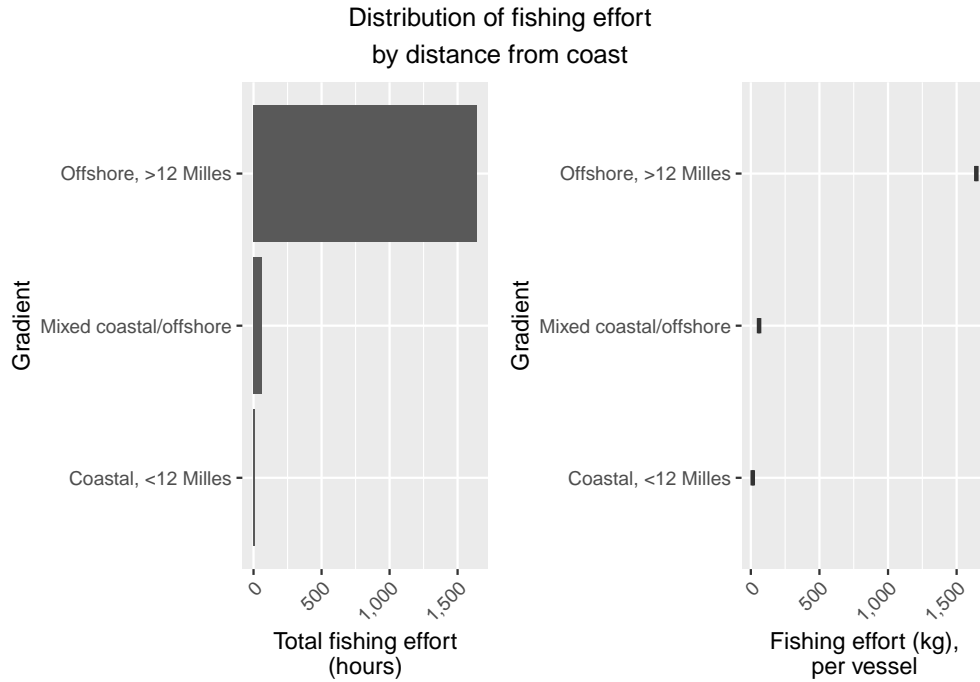 Distribution of fishing effort
by distance from coast
Gradient
Offshore, >12 Milles
Mixed coastal/offshore
Coastal, <12 Milles
0
500
1,000
1,500
Total fishing effort
(hours)
Gradient
Offshore, >12 Milles
Mixed coastal/offshore
Coastal, <12 Milles
0
500
1,000
1,500
Fishing effort (kg),
per vessel